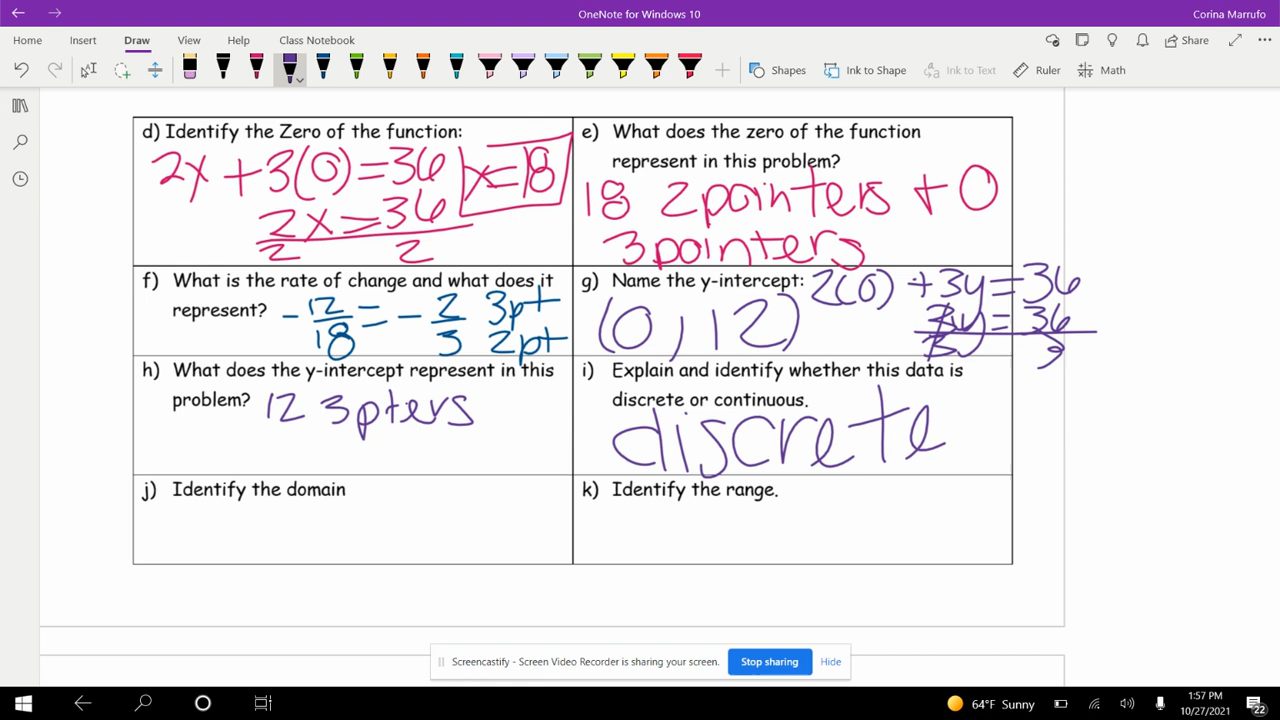 OneNote for Windows 10
Corina Marrufo
Home Insert Draw View Help Class Notebook
Share
Shapes Ink to Shape Ink to Text Ruler Math
d) Identify the Zero of the function:
2x + 3(0) = 36 x = 18
2x = 36
2 2
e) What does the zero of the function
represent in this problem?
18 2 pointers + 0
3 pointers
f) What is the rate of change and what does it
represent?
- 12/18 = - 2/3 3pt
2pt
g) Name the y-intercept: 2(0) + 3y = 36
(0, 12) 3y = 36
3 3
h) What does the y-intercept represent in this
problem? 12 3pters
i) Explain and identify whether this data is
discrete or continuous.
discrete
j) Identify the domain
k) Identify the range.
Screencastify - Screen Video Recorder is sharing your screen. Stop sharing Hide
64°F Sunny
1:57 PM
10/27/2021
22